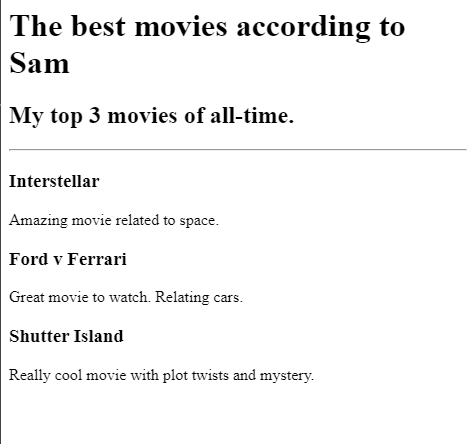 The best movies according to
Sam
My top 3 movies of all-time.
Interstellar
Amazing movie related to space.
Ford v Ferrari
Great movie to watch. Relating cars.
Shutter Island
Really cool movie with plot twists and mystery.